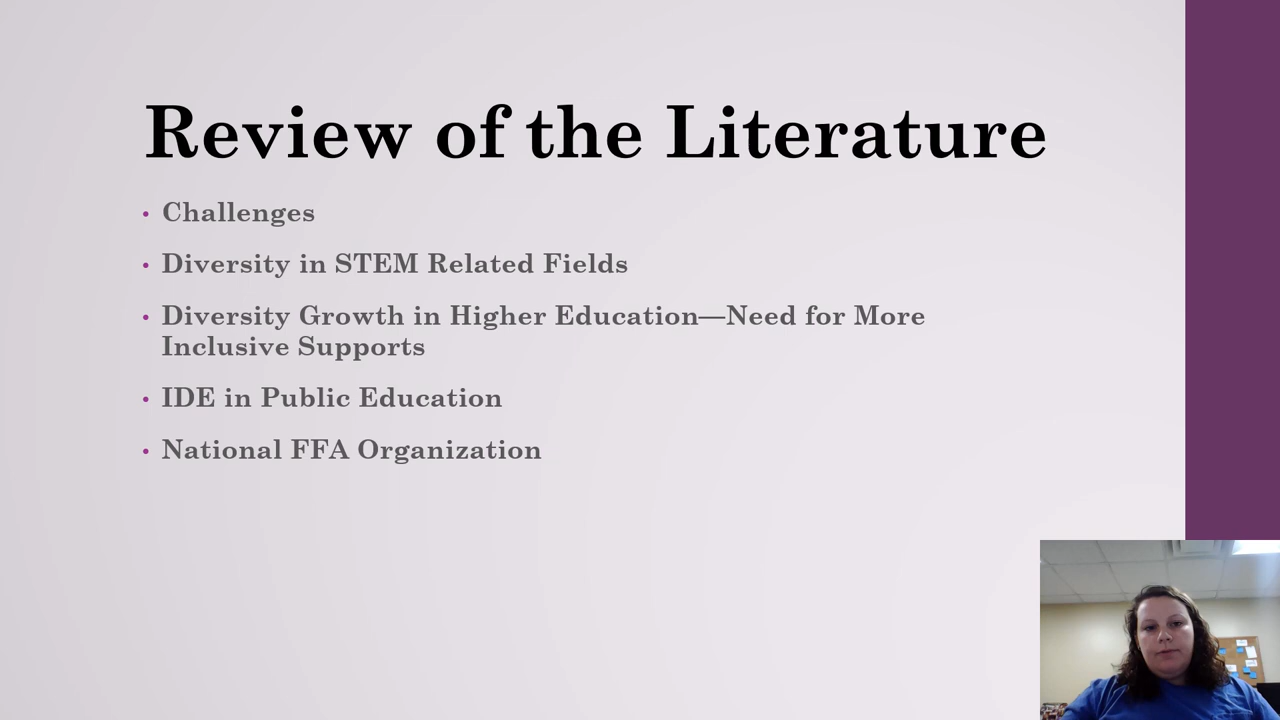 Review of the Literature
• Challenges
• Diversity in STEM Related Fields
• Diversity Growth in Higher Education—Need for More
Inclusive Supports
• IDE in Public Education
• National FFA Organization